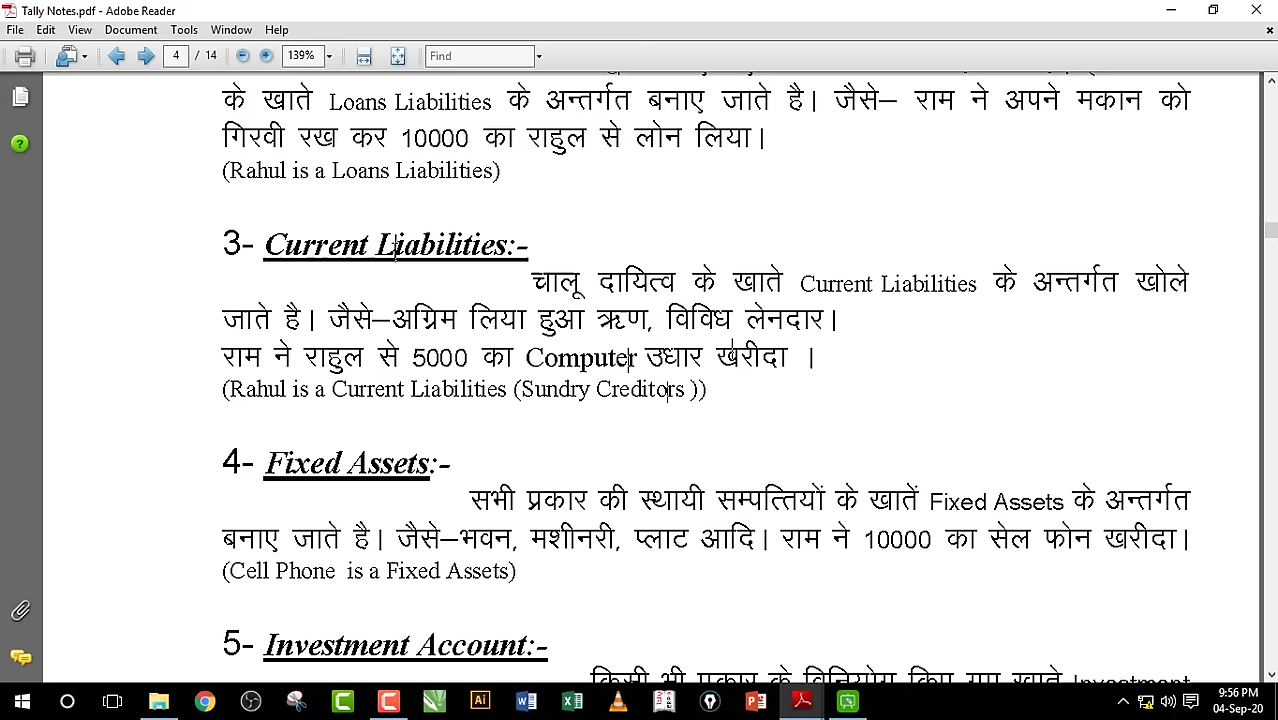 Tally Notes.pdf - Adobe Reader
File Edit View Document Tools Window Help
4 / 14 139% Find
के खाते Loans Liabilities के अन्तर्गत बनाए जाते है। जैसे– राम ने अपने मकान को
गिरवी रख कर 10000 का राहुल से लोन लिया।
(Rahul is a Loans Liabilities)
3- Current Liabilities:-
चालू दायित्व के खाते Current Liabilities के अन्तर्गत खोले
जाते है। जैसे–अग्रिम लिया हुआ ऋण, विविध लेनदार।
राम ने राहुल से 5000 का Computer उधार खरीदा ।
(Rahul is a Current Liabilities (Sundry Creditors ))
4- Fixed Assets:-
सभी प्रकार की स्थायी सम्पत्तियों के खातें Fixed Assets के अन्तर्गत
बनाए जाते है। जैसे–भवन, मशीनरी, प्लाट आदि। राम ने 10000 का सेल फोन खरीदा।
(Cell Phone is a Fixed Assets)
5- Investment Account:-
किसी भी प्रकार के विनियोग किए गए खाते Investment
9:56 PM
04-Sep-20